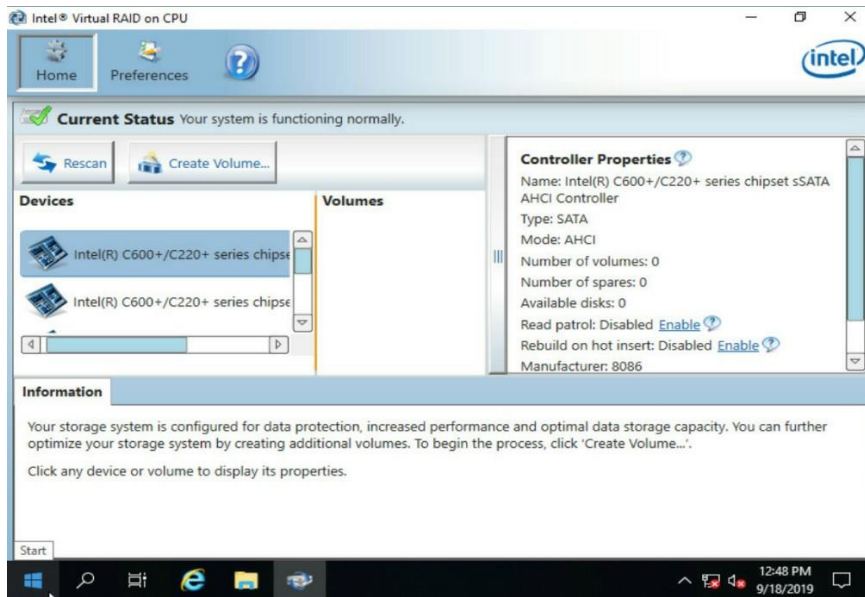 Intel® Virtual RAID on CPU
Home
Preferences
?
intel
Current Status Your system is functioning normally.
Rescan
Create Volume...
Devices
Volumes
Intel(R) C600+/C220+ series chipse
Intel(R) C600+/C220+ series chipse
Controller Properties ?
Name: Intel(R) C600+/C220+ series chipset sSATA
AHCI Controller
Type: SATA
Mode: AHCI
Number of volumes: 0
Number of spares: 0
Available disks: 0
Read patrol: Disabled Enable ?
Rebuild on hot insert: Disabled Enable ?
Manufacturer: 8086
Information
Your storage system is configured for data protection, increased performance and optimal data storage capacity. You can further
optimize your storage system by creating additional volumes. To begin the process, click 'Create Volume...'.
Click any device or volume to display its properties.
Start
12:48 PM
9/18/2019